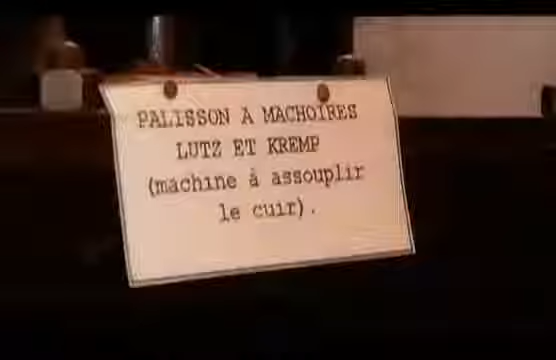 PALISSON A MACHOIRES
LUTZ ET KREMP
(machine à assouplir
le cuir).